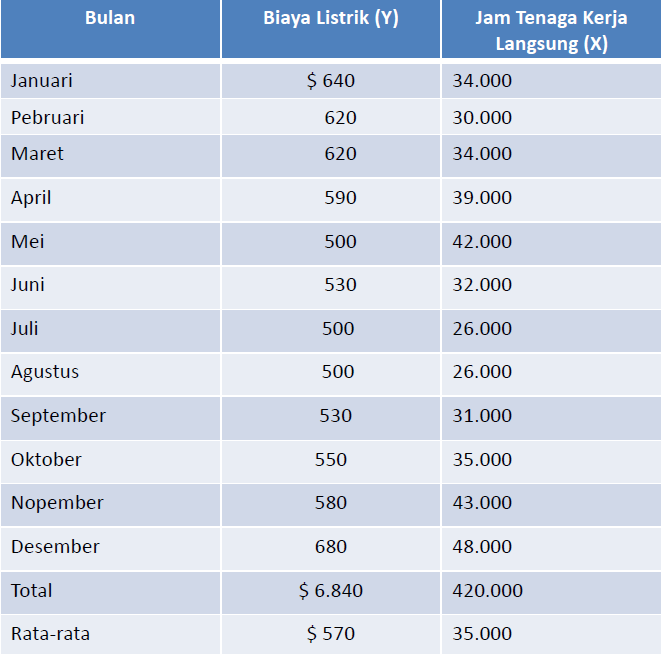 Bulan Biaya Listrik (Y) Jam Tenaga Kerja
Langsung (X)
Januari $ 640 34.000
Pebruari 620 30.000
Maret 620 34.000
April 590 39.000
Mei 500 42.000
Juni 530 32.000
Juli 500 26.000
Agustus 500 26.000
September 530 31.000
Oktober 550 35.000
Nopember 580 43.000
Desember 680 48.000
Total $ 6.840 420.000
Rata-rata $ 570 35.000